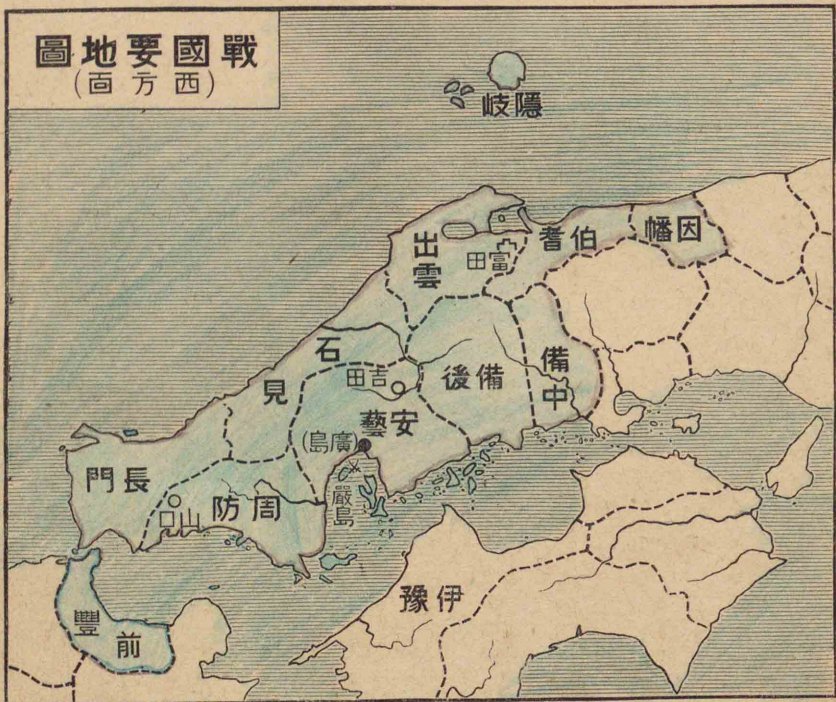 戰國要地圖
(西方面)
隱岐
因幡
伯耆
出雲
富田
石見
吉田
備後
備中
安藝
(廣島)
嚴島
長門
周防
山口
豐前
伊豫